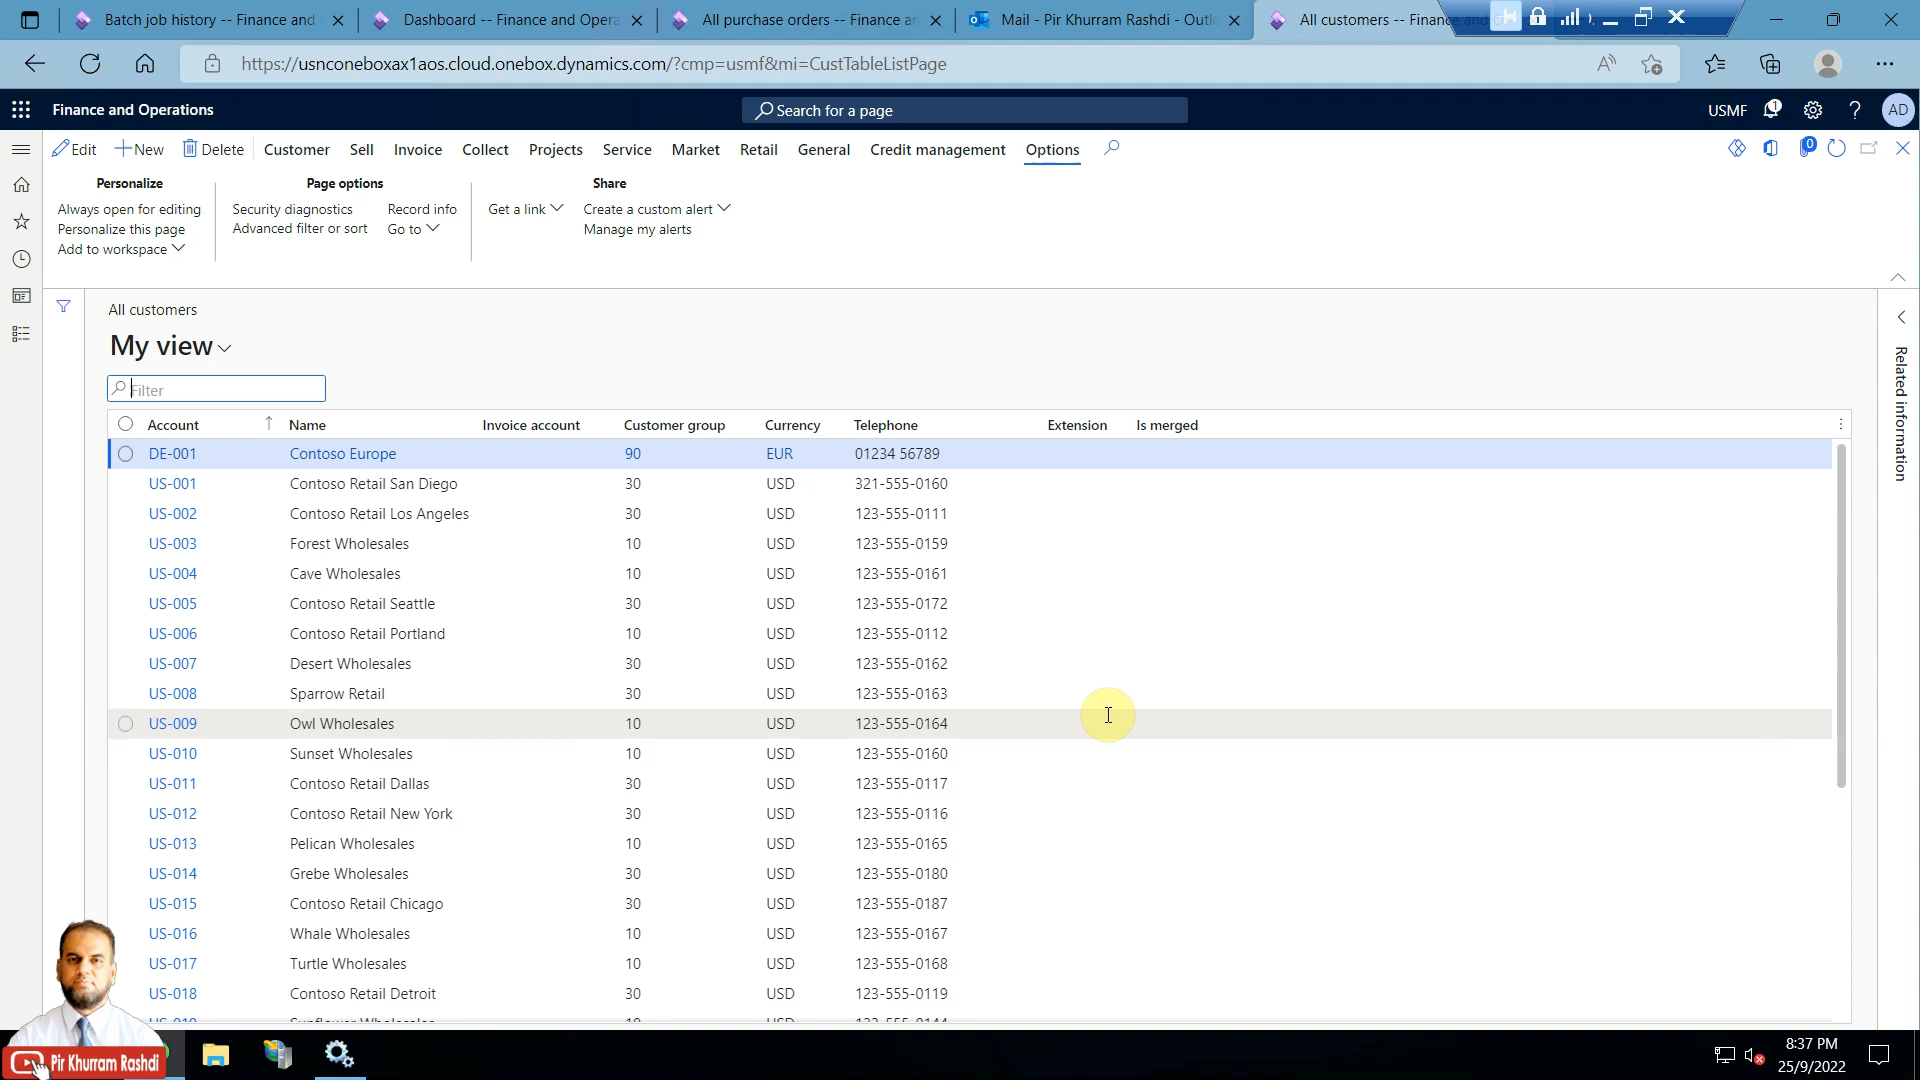 Batch job history -- Finance and
Dashboard -- Finance and Opera
All purchase orders -- Finance an
Mail - Pir Khurram Rashdi - Outlo
All customers -- Finance and O
https://usnconeboxax1aos.cloud.onebox.dynamics.com/?cmp=usmf&mi=CustTableListPage
Finance and Operations
Search for a page
USMF
1
?
AD
Edit
New
Delete
Customer
Sell
Invoice
Collect
Projects
Service
Market
Retail
General
Credit management
Options
0
Personalize
Always open for editing
Personalize this page
Add to workspace
Page options
Security diagnostics
Advanced filter or sort
Record info
Go to
Get a link
Share
Create a custom alert
Manage my alerts
All customers
My view
Filter
Related information
Account Name Invoice account Customer group Currency Telephone Extension Is merged
DE-001 Contoso Europe 90 EUR 01234 56789
US-001 Contoso Retail San Diego 30 USD 321-555-0160
US-002 Contoso Retail Los Angeles 30 USD 123-555-0111
US-003 Forest Wholesales 10 USD 123-555-0159
US-004 Cave Wholesales 10 USD 123-555-0161
US-005 Contoso Retail Seattle 30 USD 123-555-0172
US-006 Contoso Retail Portland 10 USD 123-555-0112
US-007 Desert Wholesales 30 USD 123-555-0162
US-008 Sparrow Retail 30 USD 123-555-0163
US-009 Owl Wholesales 10 USD 123-555-0164
US-010 Sunset Wholesales 10 USD 123-555-0160
US-011 Contoso Retail Dallas 30 USD 123-555-0117
US-012 Contoso Retail New York 30 USD 123-555-0116
US-013 Pelican Wholesales 10 USD 123-555-0165
US-014 Grebe Wholesales 30 USD 123-555-0180
US-015 Contoso Retail Chicago 30 USD 123-555-0187
US-016 Whale Wholesales 10 USD 123-555-0167
US-017 Turtle Wholesales 10 USD 123-555-0168
US-018 Contoso Retail Detroit 30 USD 123-555-0119
Pir Khurram Rashdi
8:37 PM
25/9/2022